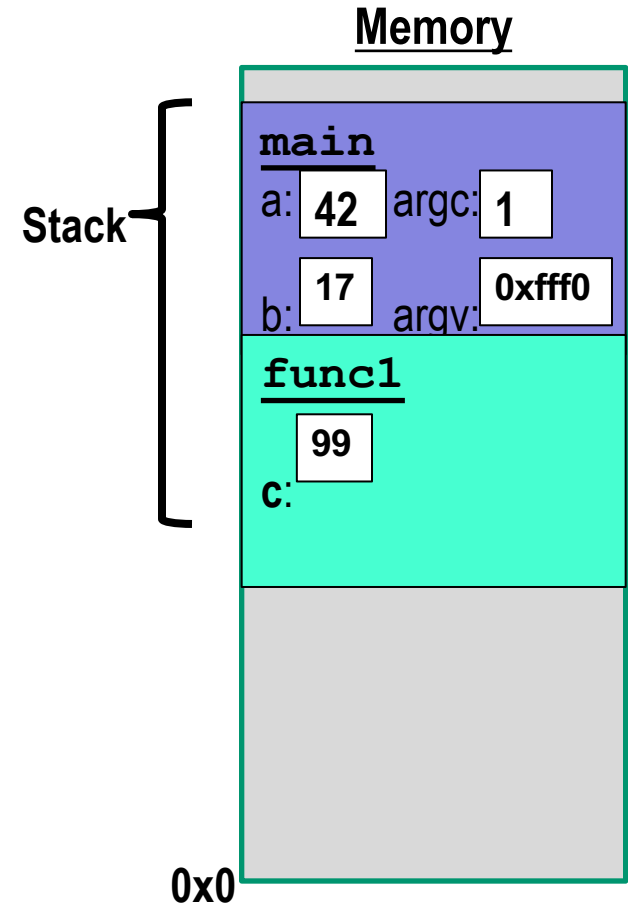 Memory
main
a: 42 argc: 1
Stack
b: 17 argv: 0xfff0
func1
99
c:
0x0